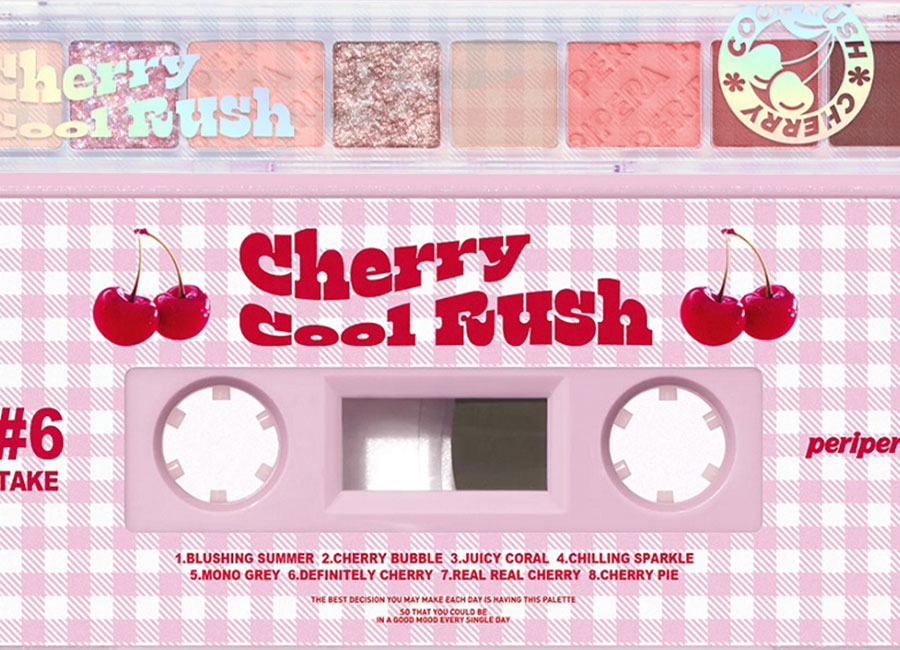 Cherry
Cool Rush
PERIPERA
COOL RUSH * CHERRY *
Cherry
Cool Rush
#6
TAKE
periper
1.BLUSHING SUMMER 2.CHERRY BUBBLE 3.JUICY CORAL 4.CHILLING SPARKLE
5.MONO GREY 6.DEFINITELY CHERRY 7.REAL REAL CHERRY 8.CHERRY PIE
THE BEST DECISION YOU MAY MAKE EACH DAY IS HAVING THIS PALETTE
SO THAT YOU COULD BE
IN A GOOD MOOD EVERY SINGLE DAY